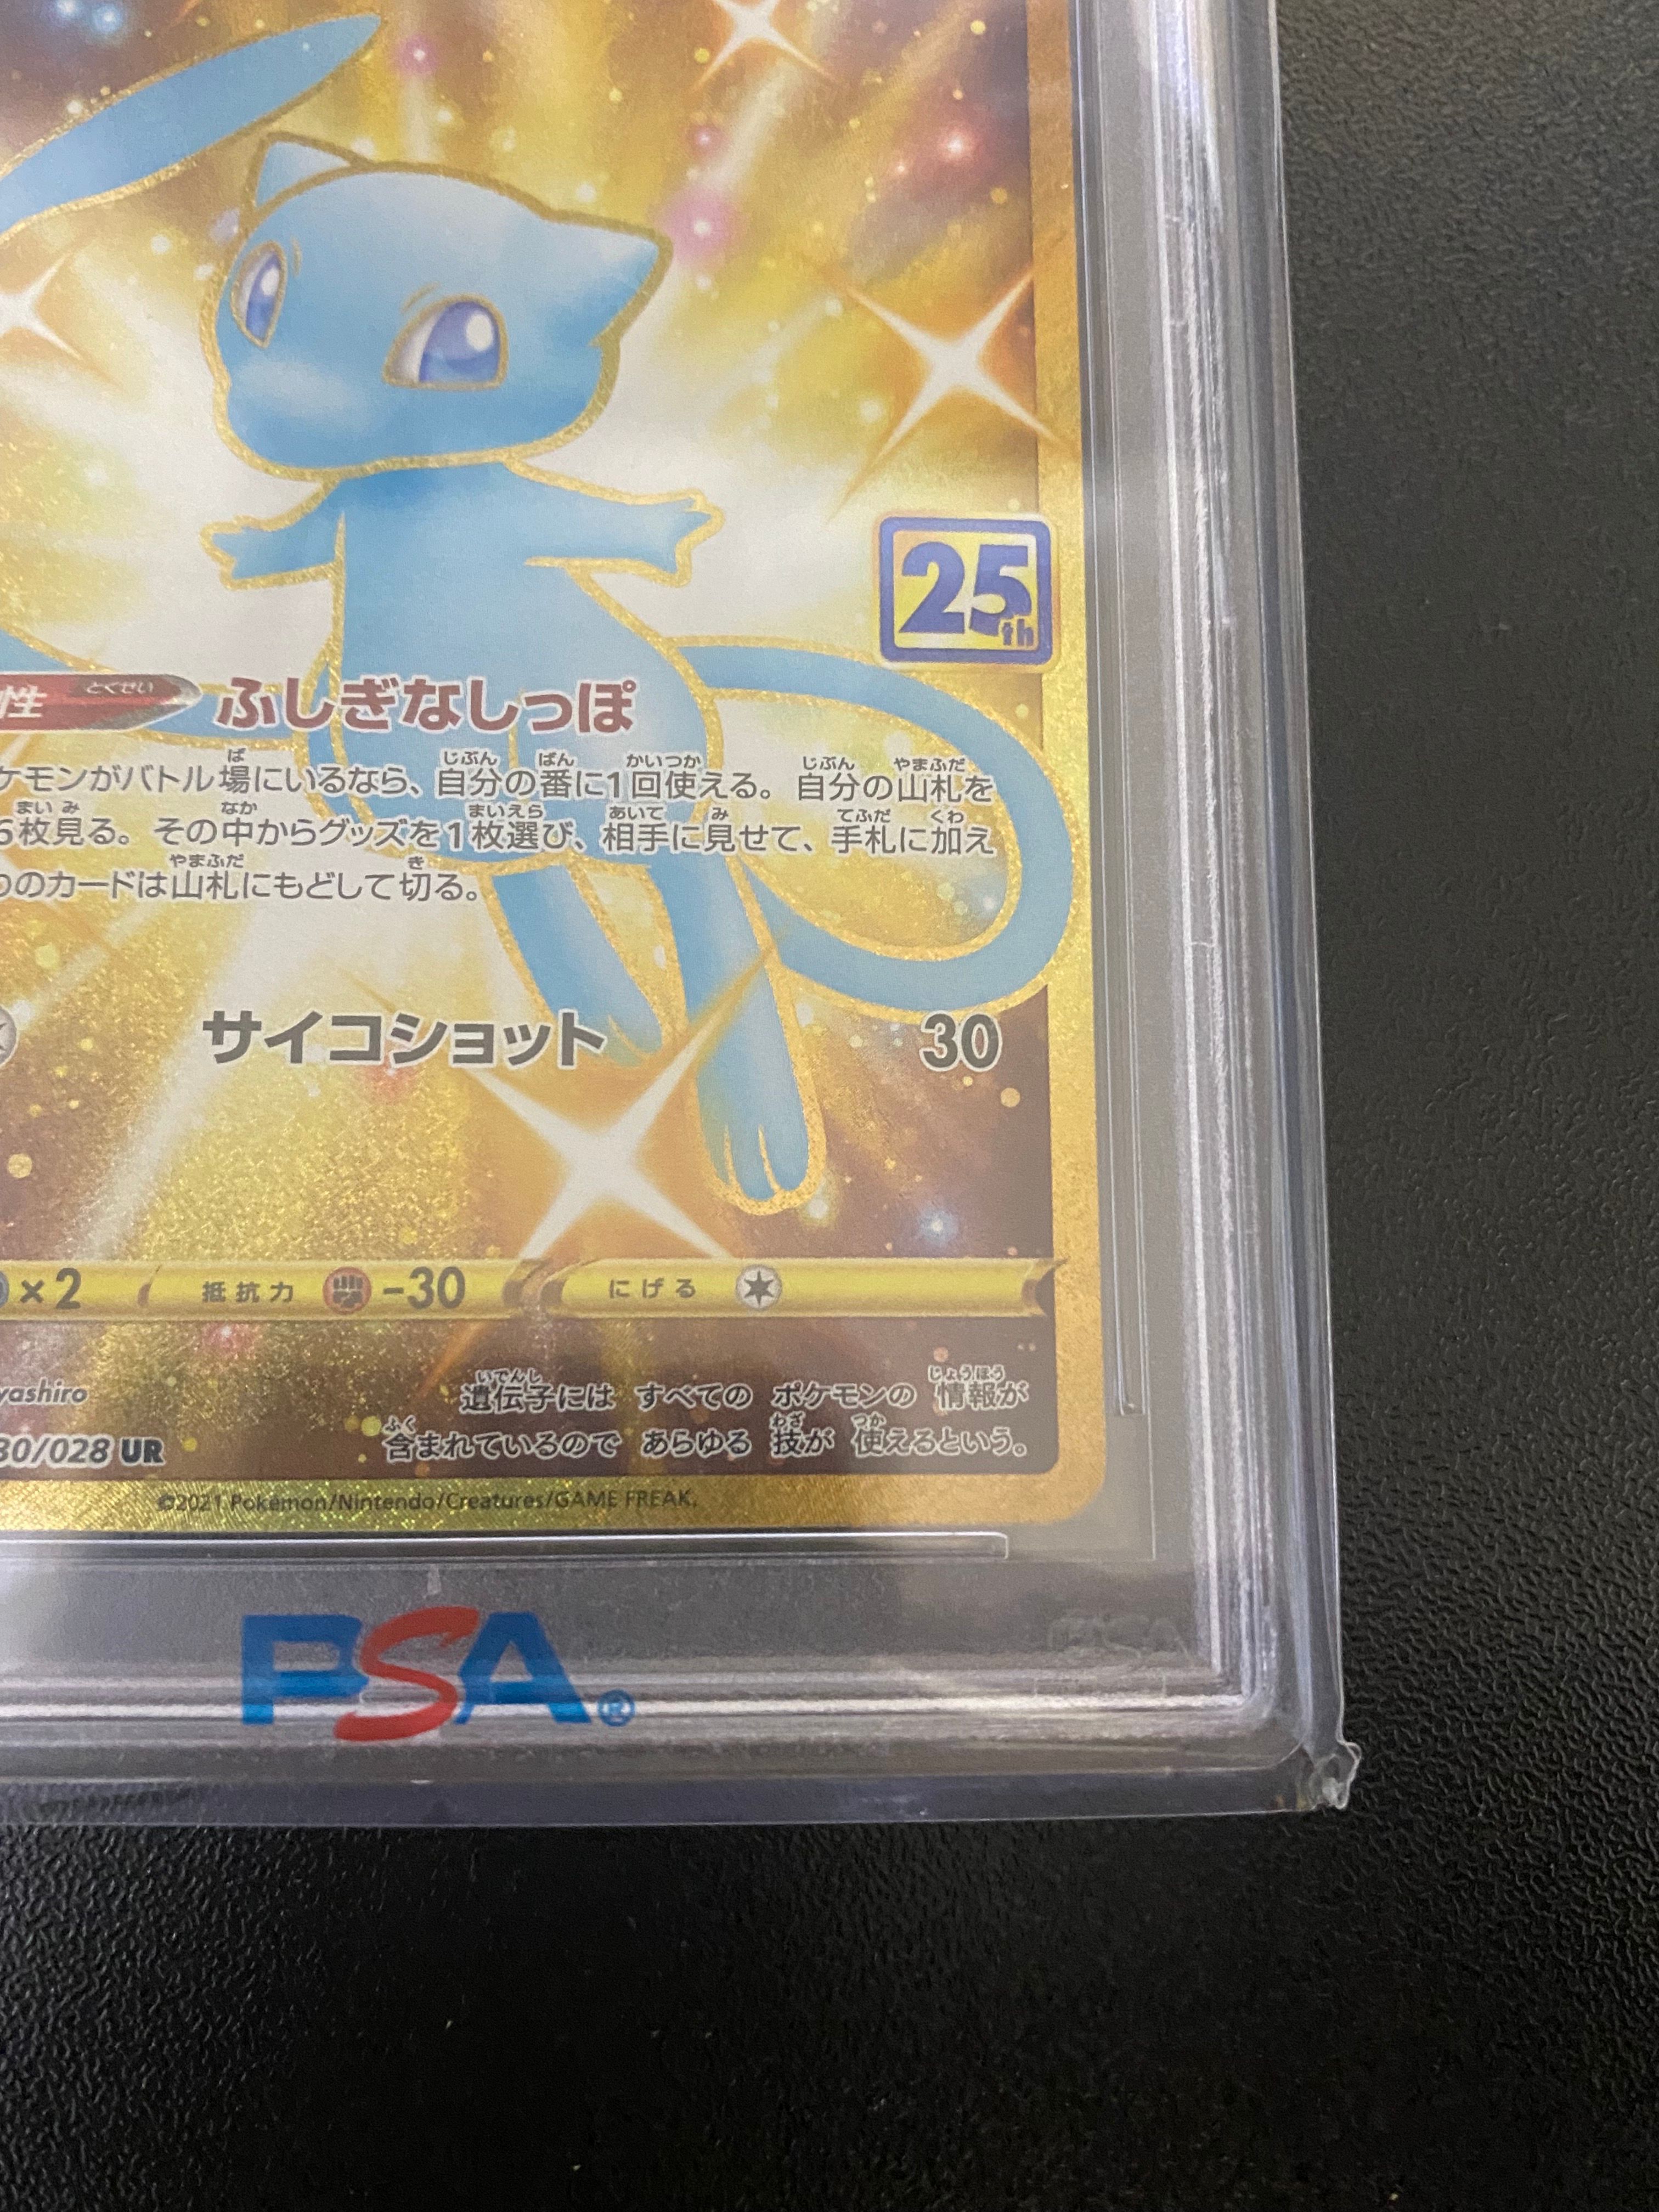 25th
性 とくせい ふしぎなしっぽ
ケモンがバトル場にいるなら、自分の番に1回使える。自分の山札を
6枚見る。その中からグッズを1枚選び、相手に見せて、手札に加え
のカードは山札にもどして切る。
サイコショット 30
×2 抵抗力 -30 にげる
yashiro
遺伝子には すべての ポケモンの 情報が
含まれているので あらゆる 技が 使えるという。
30/028 UR
©2021 Pokémon/Nintendo/Creatures/GAME FREAK.
PSA®
PSA